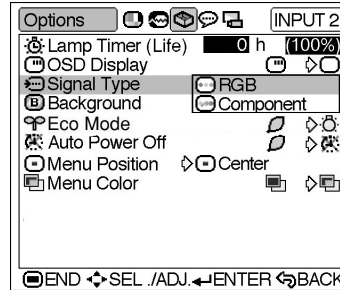 Options INPUT 2
Lamp Timer (Life) 0 h (100%)
OSD Display
Signal Type RGB
Background Component
Eco Mode
Auto Power Off
Menu Position Center
Menu Color
END SEL ./ADJ. ENTER BACK